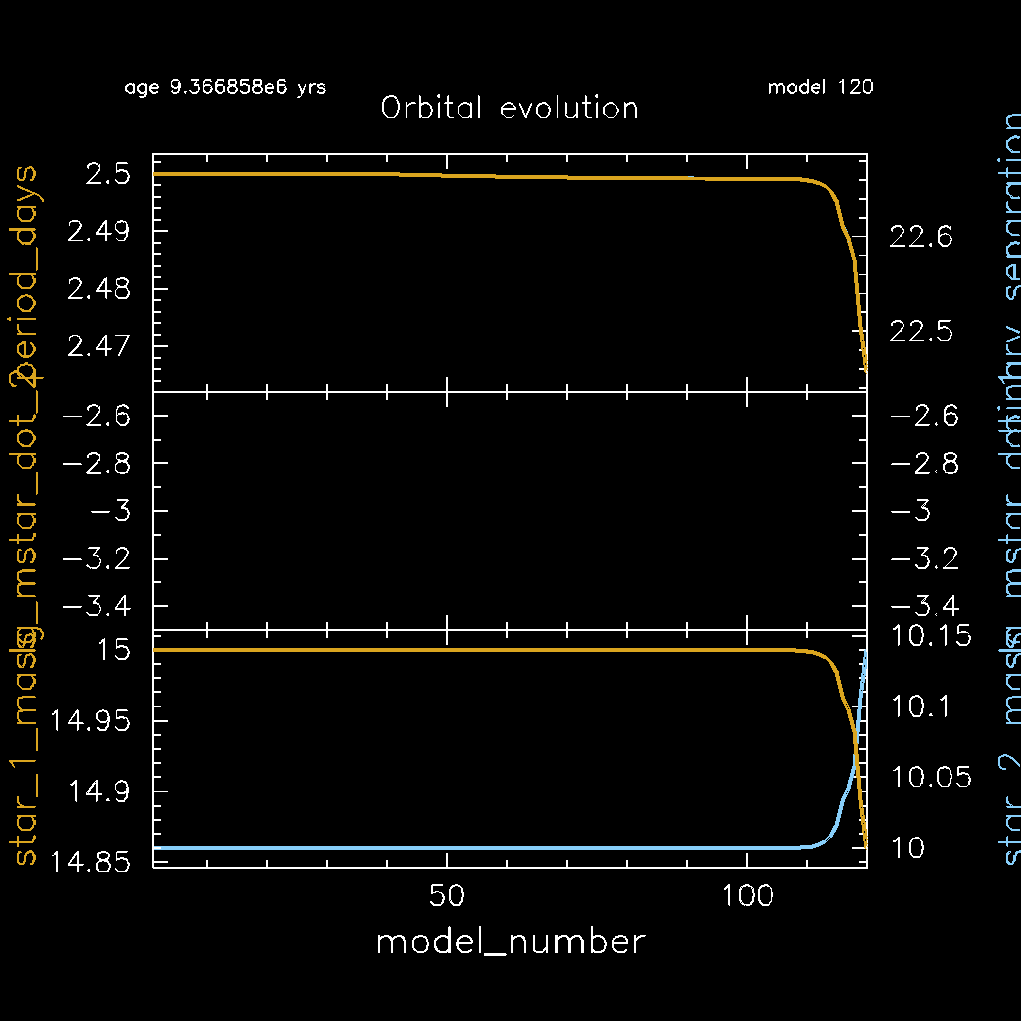 age 9.366858e6 yrs
model 120
Orbital evolution
2.5
2.49
2.48
2.47
period_days
22.6
22.5
separation
−2.6
−2.8
−3
−3.2
−3.4
lg_mstar_dot_2
−2.6
−2.8
−3
−3.2
−3.4
mstar
15
14.95
14.9
14.85
star_1_mass
10.15
10.1
10.05
10
star_2_mass
50
100
model_number